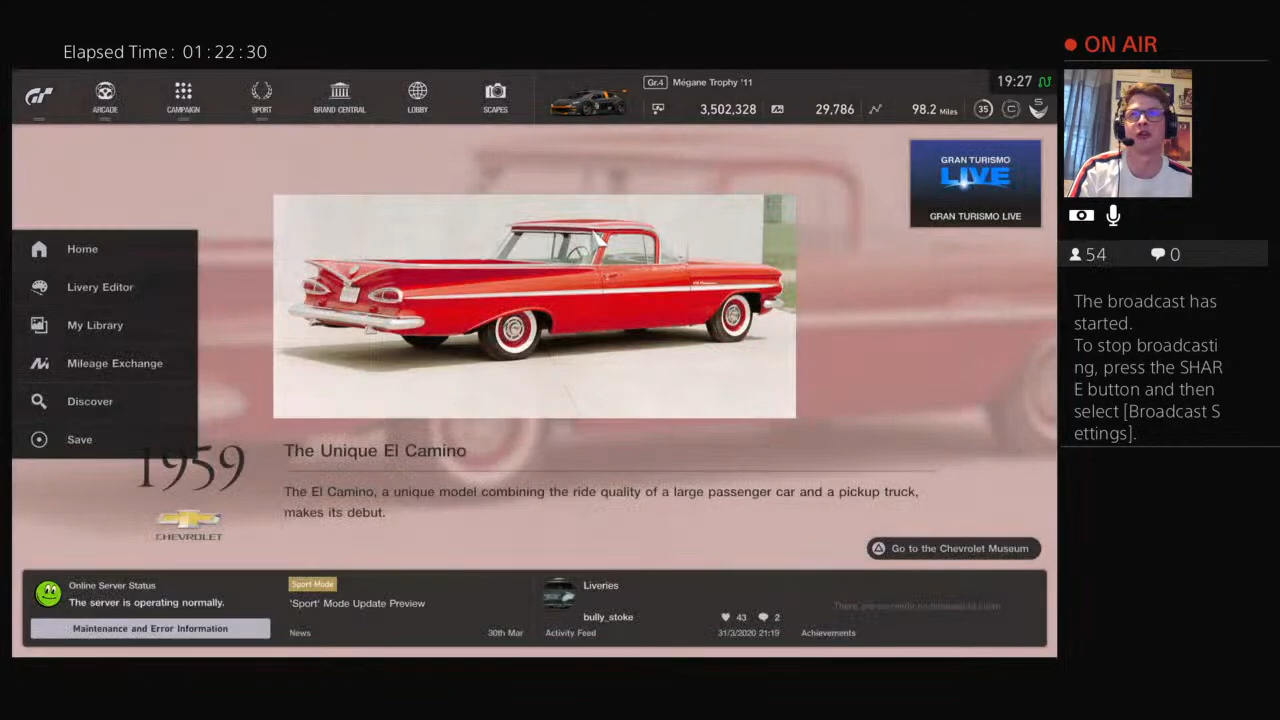 Elapsed Time: 01:22:30
ON AIR
ARCADE
CAMPAIGN
SPORT
BRAND CENTRAL
LOBBY
SCAPES
Gr.4 Mégane Trophy '11
3,502,328
29,786
98.2 Miles
19:27
35
C
S
GRAN TURISMO
LIVE
GRAN TURISMO LIVE
Home
Livery Editor
My Library
Mileage Exchange
Discover
Save
1959
CHEVROLET
The Unique El Camino
The El Camino, a unique model combining the ride quality of a large passenger car and a pickup truck,
makes its debut.
Go to the Chevrolet Museum
Online Server Status
The server is operating normally.
Maintenance and Error Information
Sport Mode
'Sport' Mode Update Preview
News
30th Mar
Liveries
bully_stoke
43
2
Activity Feed
31/3/2020 21:19
Achievements
54
0
The broadcast has
started.
To stop broadcasti
ng, press the SHAR
E button and then
select [Broadcast S
ettings].